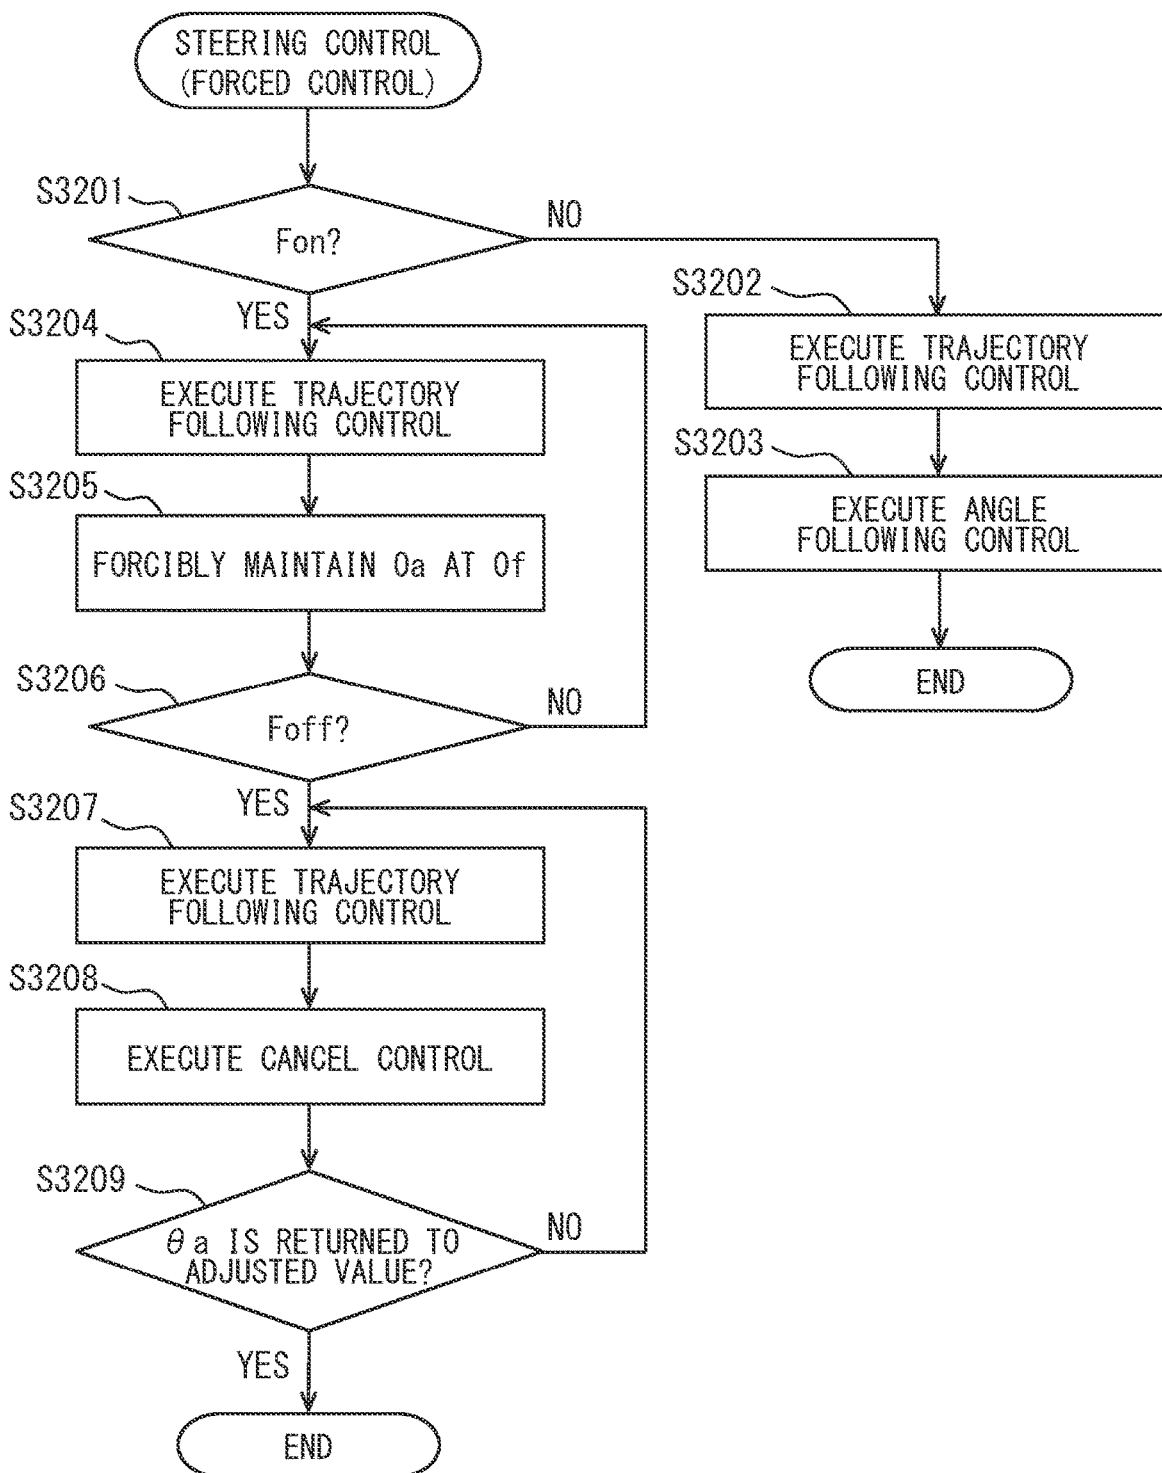 STEERING CONTROL
(FORCED CONTROL)
S3201
Fon?
NO
YES
S3202
EXECUTE TRAJECTORY
FOLLOWING CONTROL
S3203
EXECUTE ANGLE
FOLLOWING CONTROL
END
S3204
EXECUTE TRAJECTORY
FOLLOWING CONTROL
S3205
FORCIBLY MAINTAIN Oa AT Of
S3206
Foff?
NO
YES
S3207
EXECUTE TRAJECTORY
FOLLOWING CONTROL
S3208
EXECUTE CANCEL CONTROL
S3209
θa IS RETURNED TO
ADJUSTED VALUE?
NO
YES
END